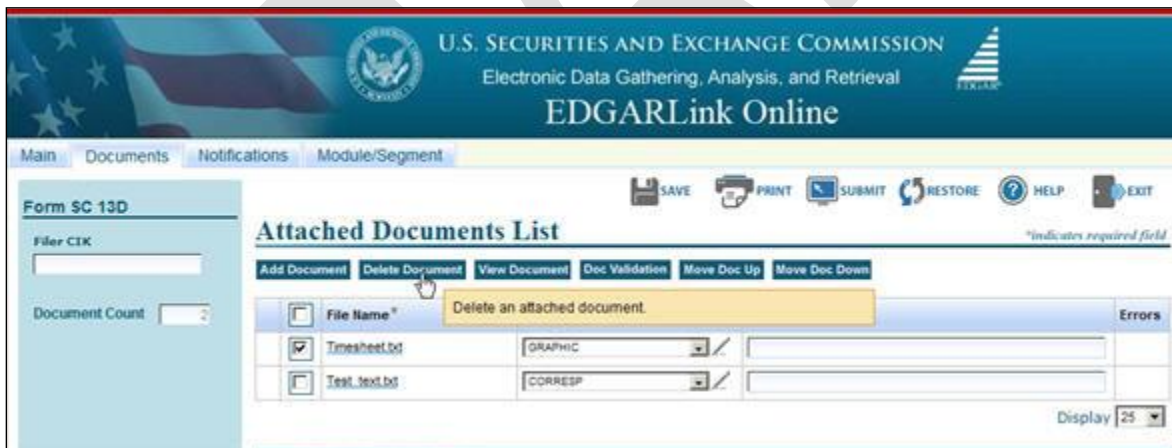 U.S. SECURITIES AND EXCHANGE COMMISSION
Electronic Data Gathering, Analysis, and Retrieval
EDGAR
EDGARLink Online
Main Documents Notifications Module/Segment
SAVE PRINT SUBMIT RESTORE HELP EXIT
Form SC 13D
Attached Documents List
*indicates required field
Filer CIK
Add Document Delete Document View Document Doc Validation Move Doc Up Move Doc Down
Document Count 2
File Name* Delete an attached document. Errors
Timesheet.txt GRAPHIC
Test_text.txt CORRESP
Display 25